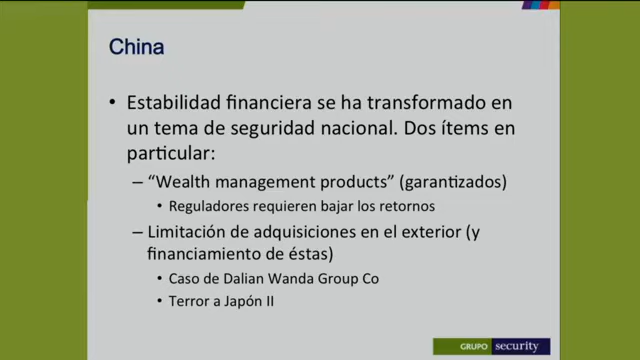 China
• Estabilidad financiera se ha transformado en
un tema de seguridad nacional. Dos ítems en
particular:
– “Wealth management products” (garantizados)
• Reguladores requieren bajar los retornos
– Limitación de adquisiciones en el exterior (y
financiamiento de éstas)
• Caso de Dalian Wanda Group Co
• Terror a Japón II
GRUPO security